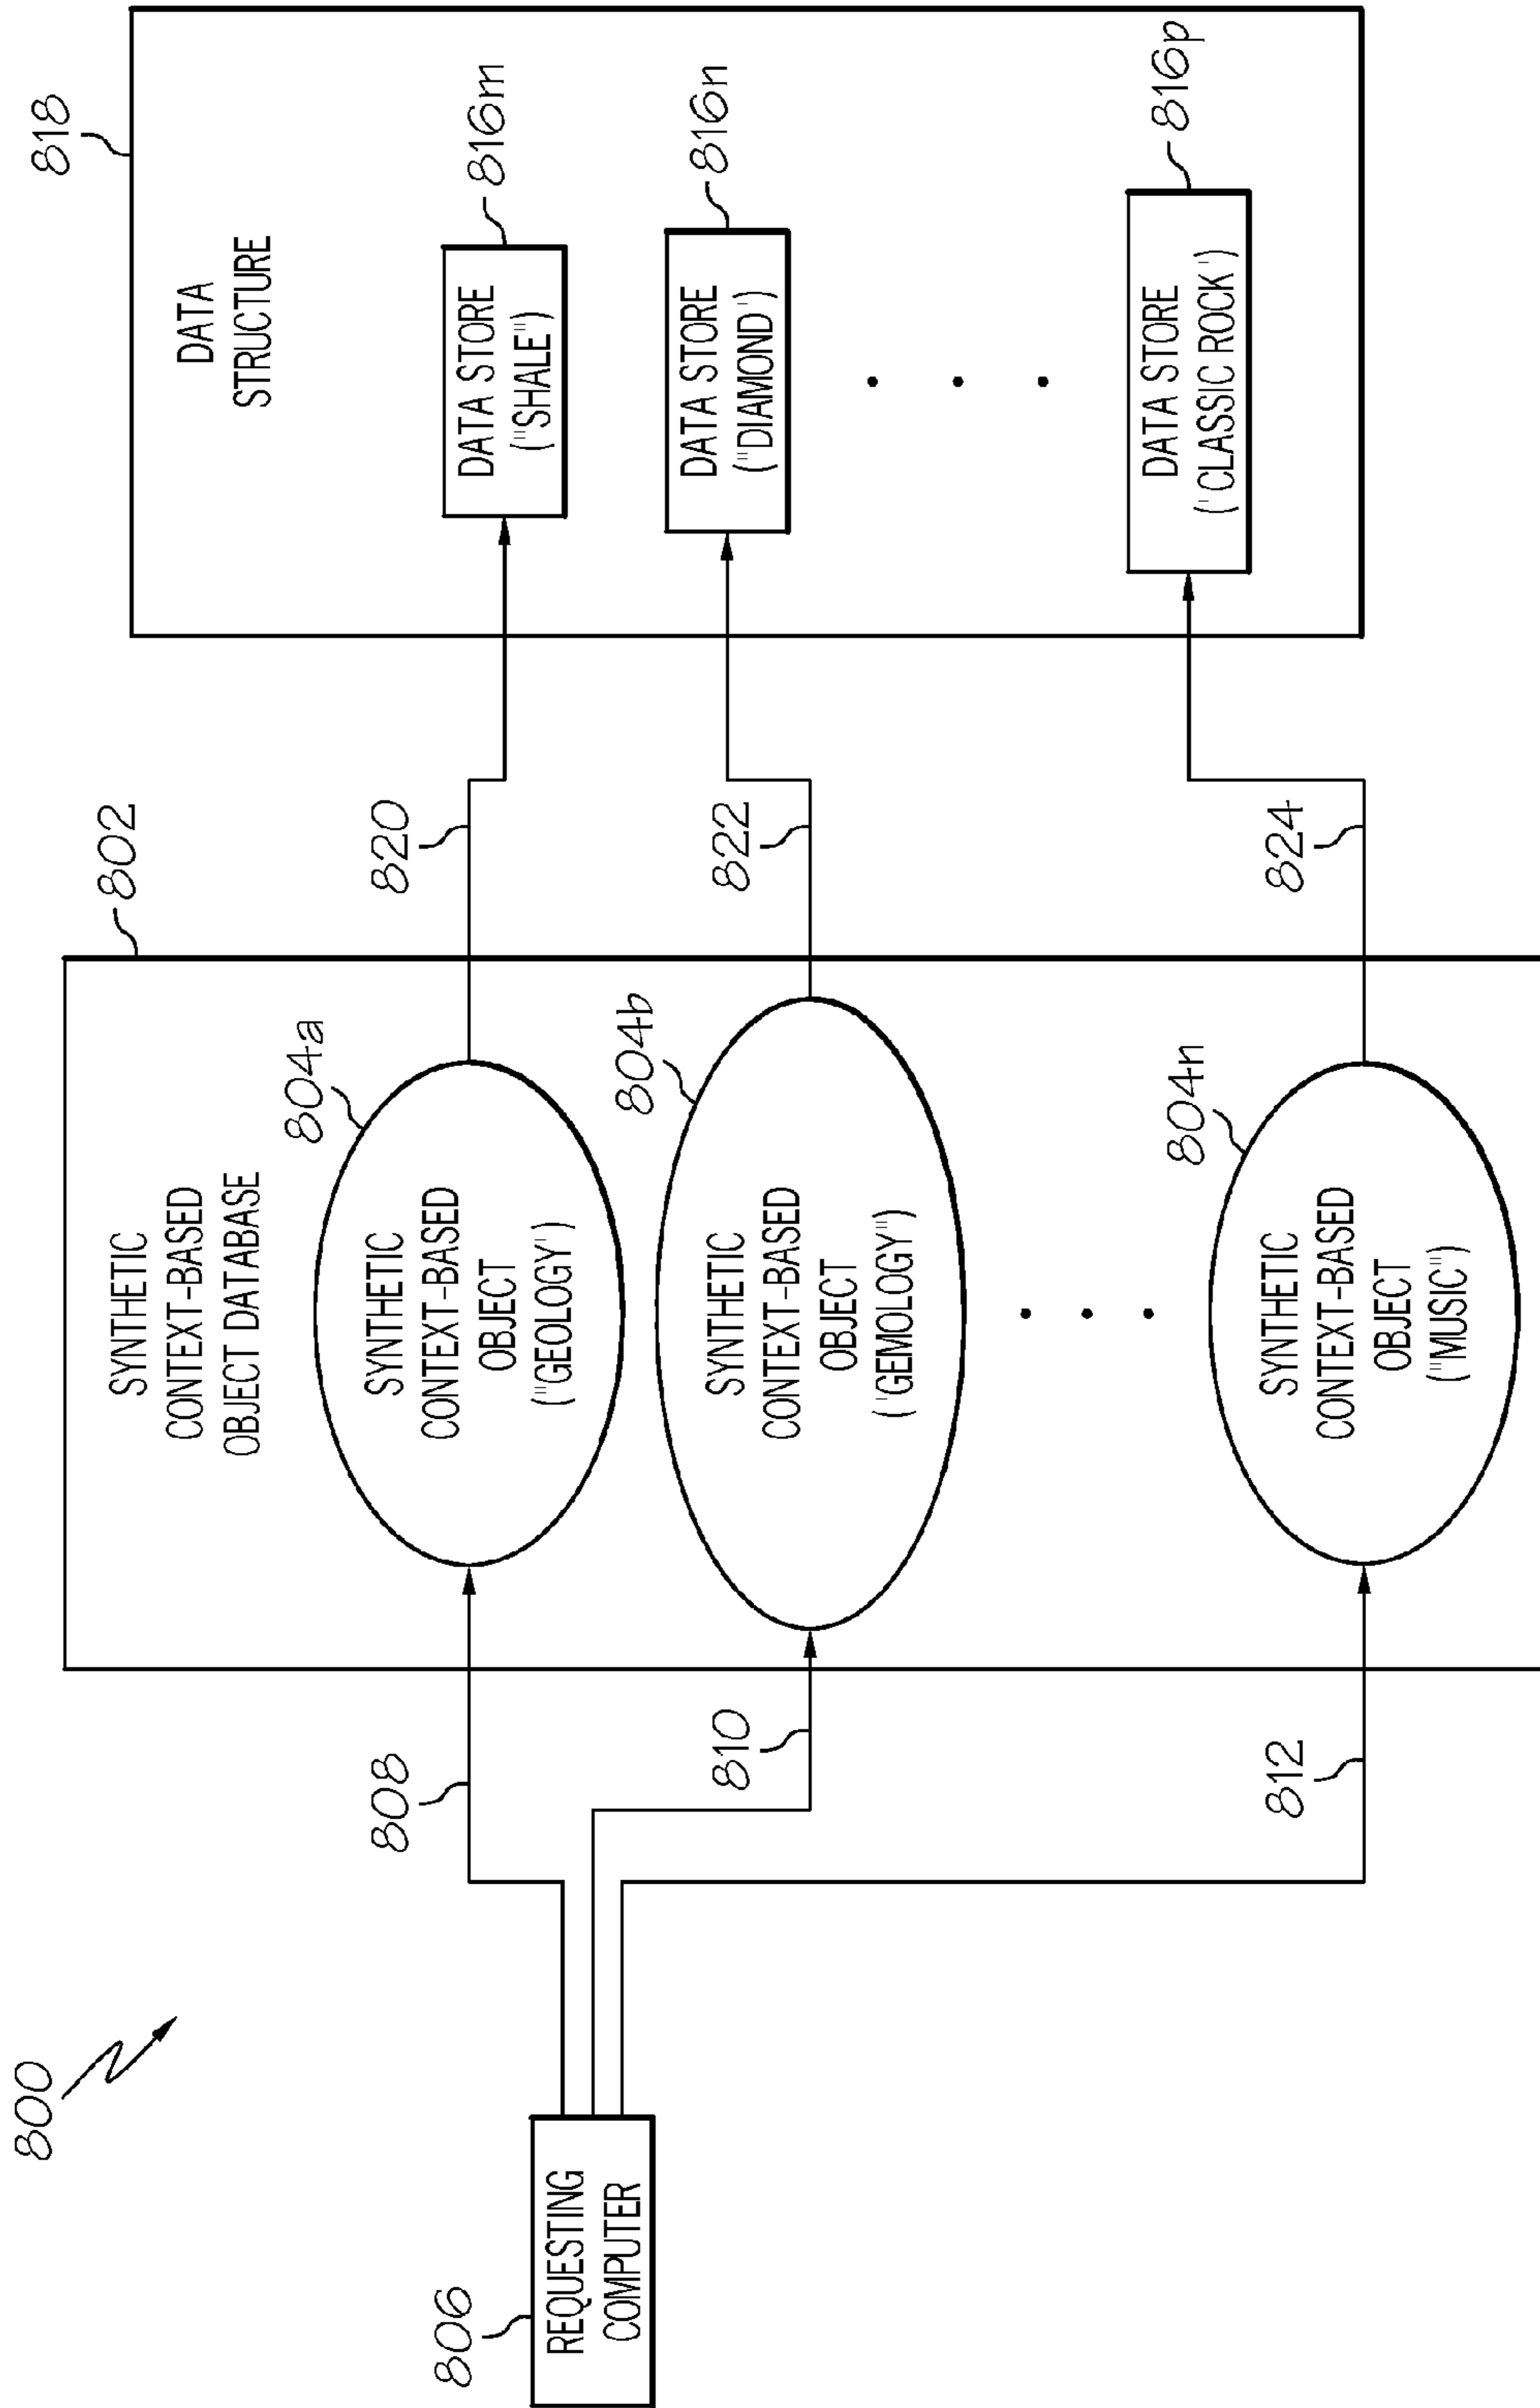 800
806
REQUESTING
COMPUTER
808
810
812
802
SYNTHETIC
CONTEXT-BASED
OBJECT DATABASE
804a
SYNTHETIC
CONTEXT-BASED
OBJECT
("GEOLOGY")
804b
SYNTHETIC
CONTEXT-BASED
OBJECT
("GEMOLOGY")
804n
SYNTHETIC
CONTEXT-BASED
OBJECT
("MUSIC")
820
822
824
818
DATA
STRUCTURE
DATA STORE
("SHALE")
816m
DATA STORE
("DIAMOND")
816n
DATA STORE
("CLASSIC ROCK")
816p